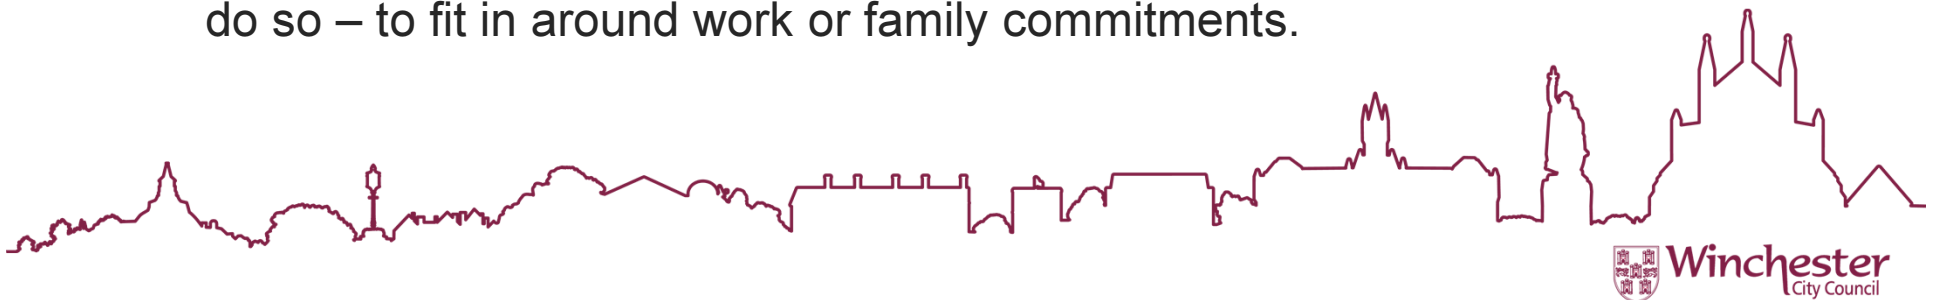 do so – to fit in around work or family commitments.
Winchester
City Council